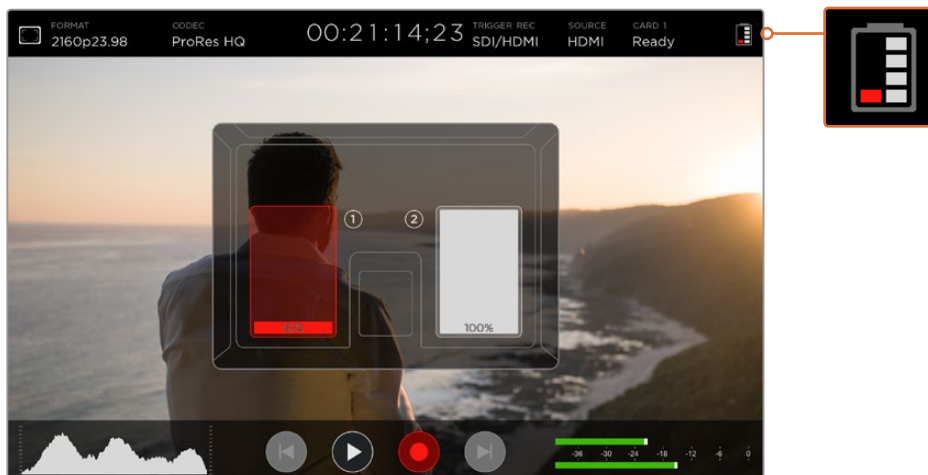 FORMAT
2160p23.98
CODEC
ProRes HQ
00:21:14;23
TRIGGER REC
SDI/HDMI
SOURCE
HDMI
CARD 1
Ready
1
2
100%
-36 -30 -24 -18 -12 -6 0